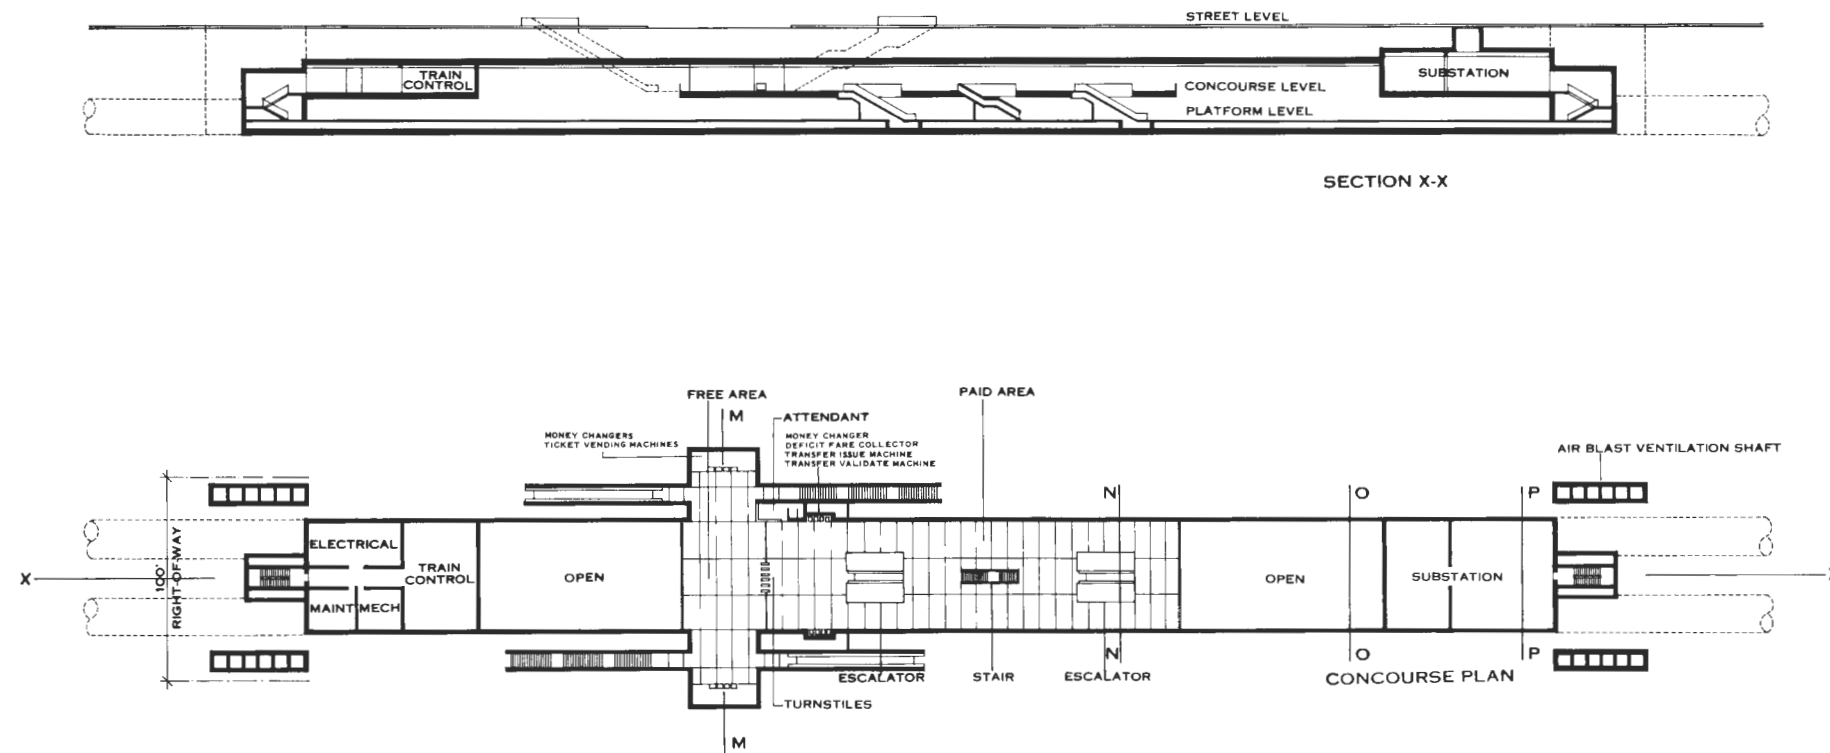 STREET LEVEL
TRAIN
CONTROL
SUBSTATION
CONCOURSE LEVEL
PLATFORM LEVEL
SECTION X-X
FREE AREA
PAID AREA
M
ATTENDANT
MONEY CHANGERS
TICKET VENDING MACHINES
MONEY CHANGER
DEFICIT FARE COLLECTOR
TRANSFER ISSUE MACHINE
TRANSFER VALIDATE MACHINE
AIR BLAST VENTILATION SHAFT
N
O
P
100'
RIGHT-OF-WAY
ELECTRICAL
TRAIN
CONTROL
OPEN
OPEN
SUBSTATION
X
MAINT
MECH
N
O
P
ESCALATOR
STAIR
ESCALATOR
CONCOURSE PLAN
TURNSTILES
M